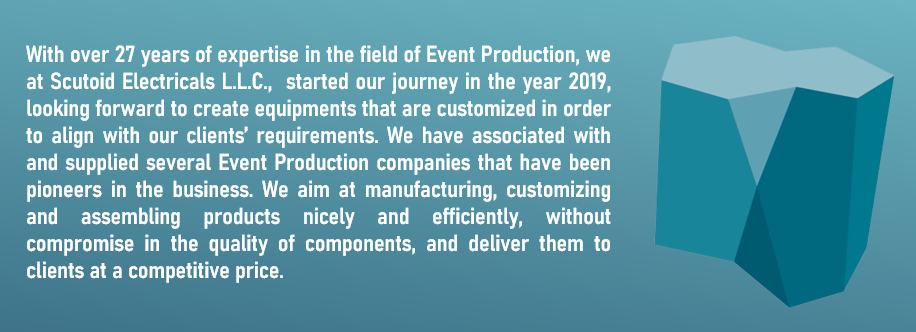 With over 27 years of expertise in the field of Event Production, we
at Scutoid Electricals L.L.C.,  started our journey in the year 2019,
looking forward to create equipments that are customized in order
to align with our clients’ requirements. We have associated with
and supplied several Event Production companies that have been
pioneers in the business. We aim at manufacturing, customizing
and assembling products nicely and efficiently, without
compromise in the quality of components, and deliver them to
clients at a competitive price.